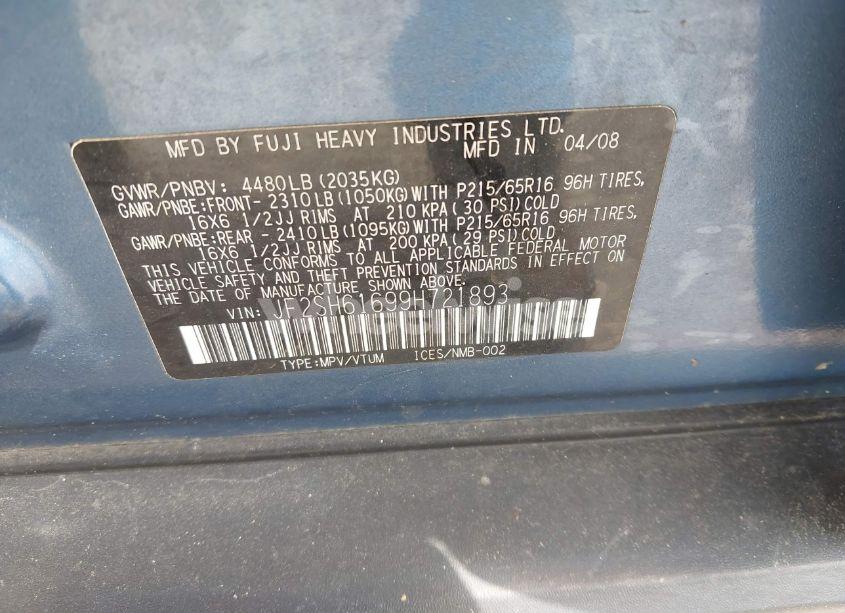 MFD BY FUJI HEAVY INDUSTRIES LTD.
MFD IN 04/08
GVWR/PNBV: 4480LB (2035KG)
GAWR/PNBE:FRONT- 2310LB (1050KG) WITH P215/65R16 96H TIRES,
16X6 1/2JJ RIMS AT 210 KPA ( 30 PSI) COLD
GAWR/PNBE:REAR - 2410LB (1095KG) WITH P215/65R16 96H TIRES,
16X6 1/2JJ RIMS AT 200 KPA ( 29 PSI) COLD.
THIS VEHICLE CONFORMS TO ALL APPLICABLE FEDERAL MOTOR
VEHICLE SAFETY AND THEFT PREVENTION STANDARDS IN EFFECT ON
THE DATE OF MANUFACTURE SHOWN ABOVE.
VIN: JF2SH61699H721893
TYPE:MPV/VTUM ICES/NMB-002